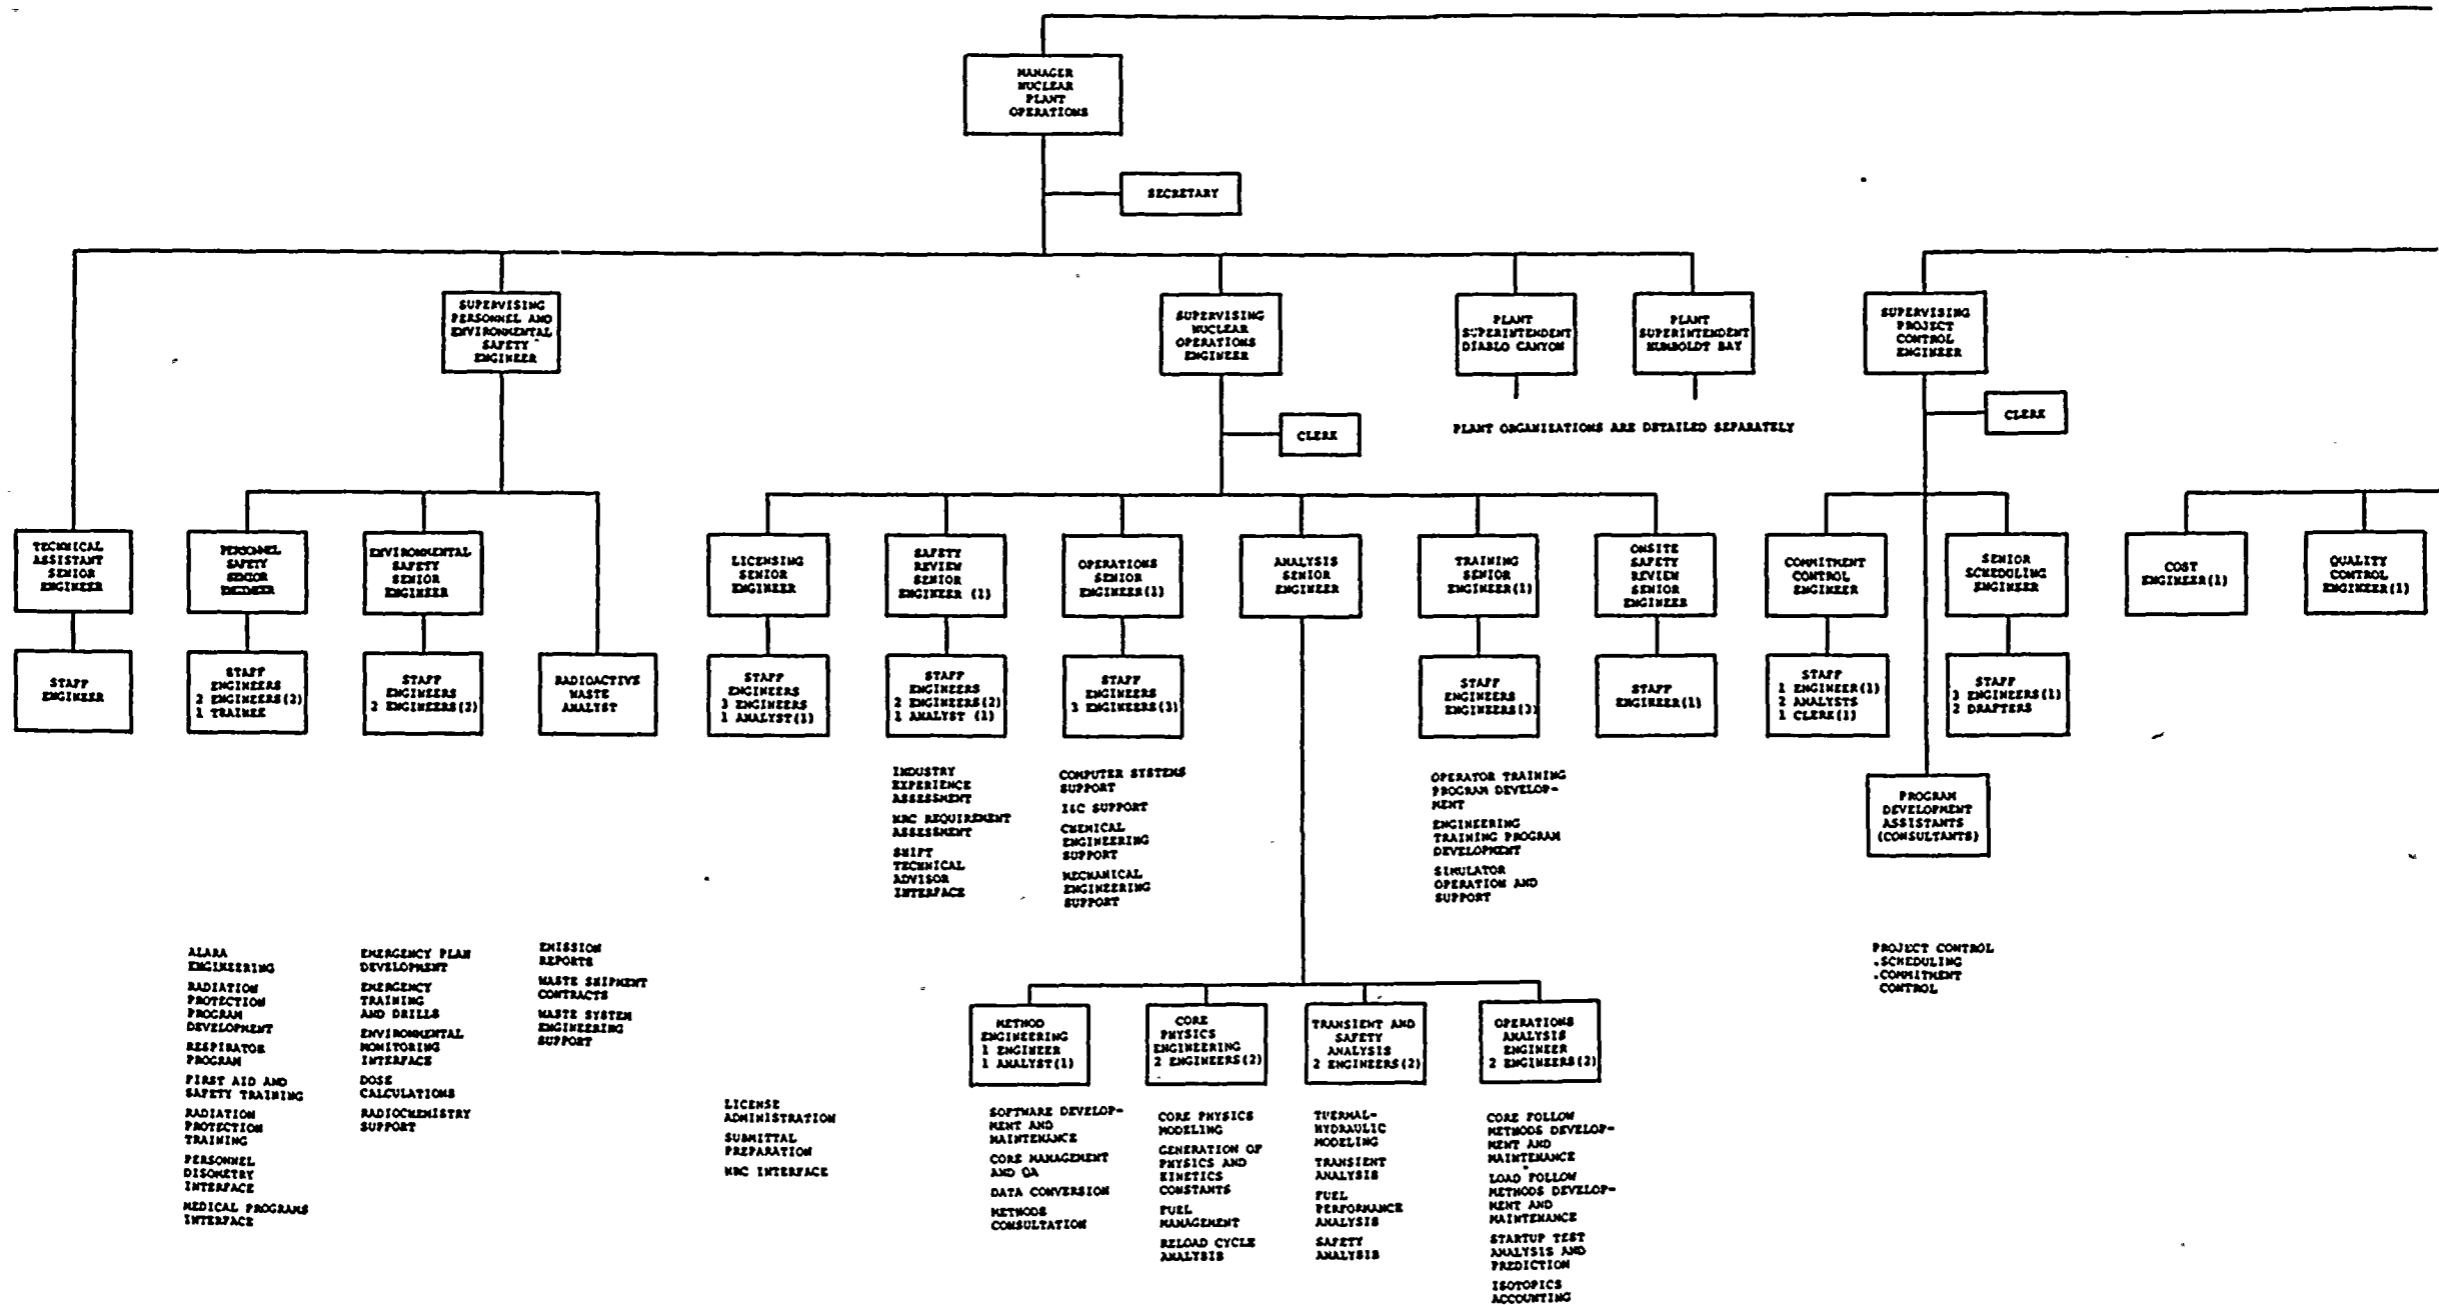 MANAGER
NUCLEAR
PLANT
OPERATIONS
SECRETARY
SUPERVISING
PERSONNEL AND
ENVIRONMENTAL
SAFETY
ENGINEER
SUPERVISING
NUCLEAR
OPERATIONS
ENGINEER
PLANT
SUPERINTENDENT
DIABLO CANYON
PLANT
SUPERINTENDENT
HUMBOLDT BAY
SUPERVISING
PROJECT
CONTROL
ENGINEER
CLERK
CLERK
PLANT ORGANIZATIONS ARE DETAILED SEPARATELY
TECHNICAL
ASSISTANT
SENIOR
ENGINEER
PERSONNEL
SAFETY
SENIOR
ENGINEER
ENVIRONMENTAL
SAFETY
SENIOR
ENGINEER
LICENSING
SENIOR
ENGINEER
SAFETY
REVIEW
SENIOR
ENGINEER (1)
OPERATIONS
SENIOR
ENGINEER(1)
ANALYSIS
SENIOR
ENGINEER
TRAINING
SENIOR
ENGINEER(1)
ONSITE
SAFETY
REVIEW
SENIOR
ENGINEER
COMMITMENT
CONTROL
ENGINEER
SENIOR
SCHEDULING
ENGINEER
COST
ENGINEER(1)
QUALITY
CONTROL
ENGINEER(1)
STAFF
ENGINEER
STAFF
ENGINEERS
2 ENGINEERS(2)
1 TRAINEE
STAFF
ENGINEERS
2 ENGINEERS(2)
RADIOACTIVE
WASTE
ANALYST
STAFF
ENGINEERS
3 ENGINEERS
1 ANALYST(1)
STAFF
ENGINEERS
2 ENGINEERS(2)
1 ANALYST (1)
STAFF
ENGINEERS
3 ENGINEERS(3)
STAFF
ENGINEERS
ENGINEERS(3)
STAFF
ENGINEER(1)
STAFF
1 ENGINEER(1)
2 ANALYSTS
1 CLERK(1)
STAFF
3 ENGINEERS(1)
2 DRAFTERS
INDUSTRY
EXPERIENCE
ASSESSMENT
NRC REQUIREMENT
ASSESSMENT
SHIFT
TECHNICAL
ADVISOR
INTERFACE
COMPUTER SYSTEMS
SUPPORT
I&C SUPPORT
CHEMICAL
ENGINEERING
SUPPORT
MECHANICAL
ENGINEERING
SUPPORT
OPERATOR TRAINING
PROGRAM DEVELOP-
MENT
ENGINEERING
TRAINING PROGRAM
DEVELOPMENT
SIMULATOR
OPERATION AND
SUPPORT
PROGRAM
DEVELOPMENT
ASSISTANTS
(CONSULTANTS)
ALARA
ENGINEERING
RADIATION
PROTECTION
PROGRAM
DEVELOPMENT
RESPIRATOR
PROGRAM
FIRST AID AND
SAFETY TRAINING
RADIATION
PROTECTION
TRAINING
PERSONNEL
DISOMETRY
INTERFACE
MEDICAL PROGRAMS
INTERFACE
EMERGENCY PLAN
DEVELOPMENT
EMERGENCY
TRAINING
AND DRILLS
ENVIRONMENTAL
MONITORING
INTERFACE
DOSE
CALCULATIONS
RADIOCHEMISTRY
SUPPORT
EMISSION
REPORTS
WASTE SHIPMENT
CONTRACTS
WASTE SYSTEM
ENGINEERING
SUPPORT
PROJECT CONTROL
.SCHEDULING
.COMMITMENT
CONTROL
LICENSE
ADMINISTRATION
SUBMITTAL
PREPARATION
NRC INTERFACE
METHOD
ENGINEERING
1 ENGINEER
1 ANALYST(1)
CORE
PHYSICS
ENGINEERING
2 ENGINEERS(2)
TRANSIENT AND
SAFETY
ANALYSIS
2 ENGINEERS(2)
OPERATIONS
ANALYSIS
ENGINEER
2 ENGINEERS(2)
SOFTWARE DEVELOP-
MENT AND
MAINTENANCE
CORE MANAGEMENT
AND QA
DATA CONVERSION
METHODS
CONSULTATION
CORE PHYSICS
MODELING
GENERATION OF
PHYSICS AND
KINETICS
CONSTANTS
FUEL
MANAGEMENT
RELOAD CYCLE
ANALYSIS
THERMAL-
HYDRAULIC
MODELING
TRANSIENT
ANALYSIS
FUEL
PERFORMANCE
ANALYSIS
SAFETY
ANALYSIS
CORE FOLLOW
METHODS DEVELOP-
MENT AND
MAINTENANCE
LOAD FOLLOW
METHODS DEVELOP-
MENT AND
MAINTENANCE
STARTUP TEST
ANALYSIS AND
PREDICTION
ISOTOPICS
ACCOUNTING